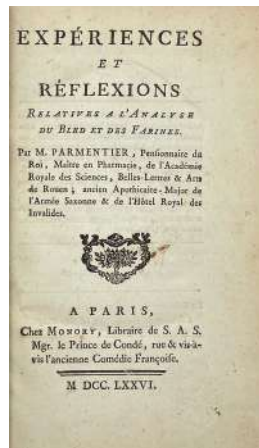 EXPÉRIENCES
ET
RÉFLEXIONS
RELATIVES A L'ANALYSE
DU BLED ET DES FARINES.
Par M. PARMENTIER, Pensionnaire du
Roi, Maître en Pharmacie, de l'Académie
Royale des Sciences, Belles-Lettres & Arts
de Rouen ; ancien Apothicaire-Major de
l'Armée Saxonne & de l'Hôtel Royal des
Invalides.
A PARIS,
Chez MONORY, Libraire de S. A. S.
Mgr. le Prince de Condé, rue & vis-à-
vis l'ancienne Comédie Françoise.
M DCC. LXXVI.